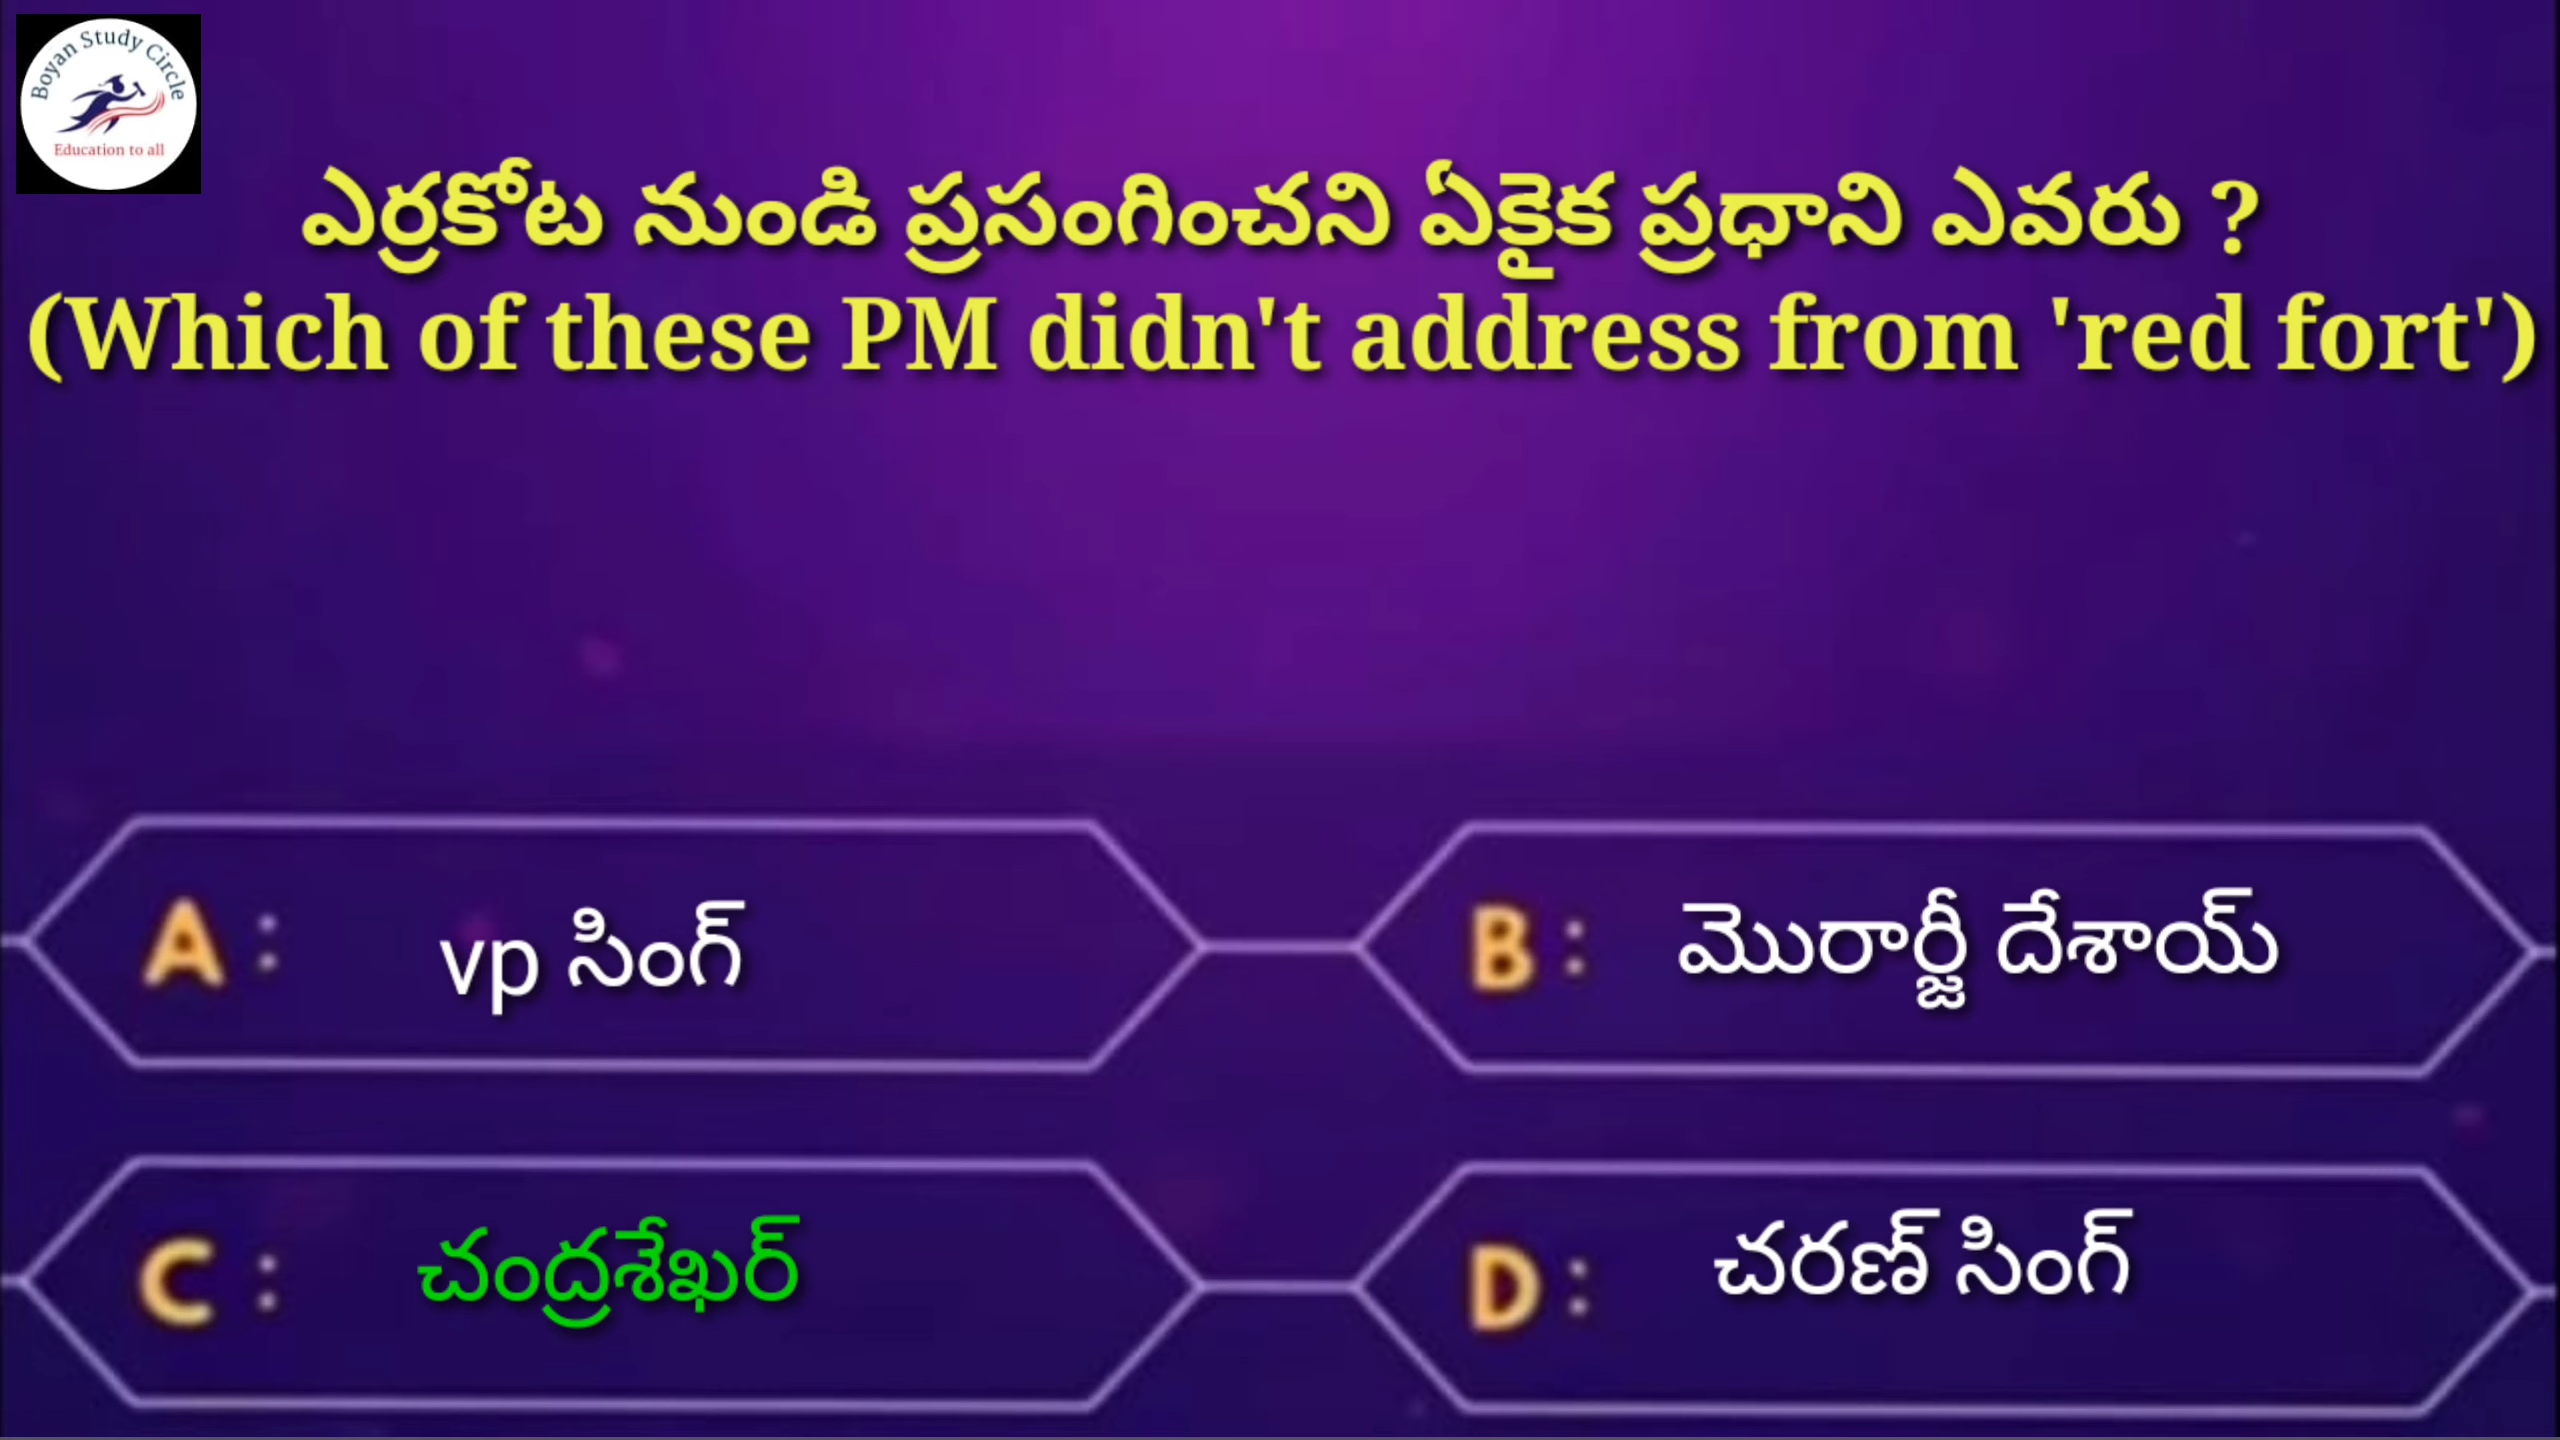 Boyan Study Circle
Education to all
ఎర్రకోట నుండి ప్రసంగించని ఏకైక ప్రధాని ఎవరు ?
(Which of these PM didn't address from 'red fort')
A : vp సింగ్
B : మొరార్జీ దేశాయ్
C : చంద్రశేఖర్
D : చరణ్ సింగ్